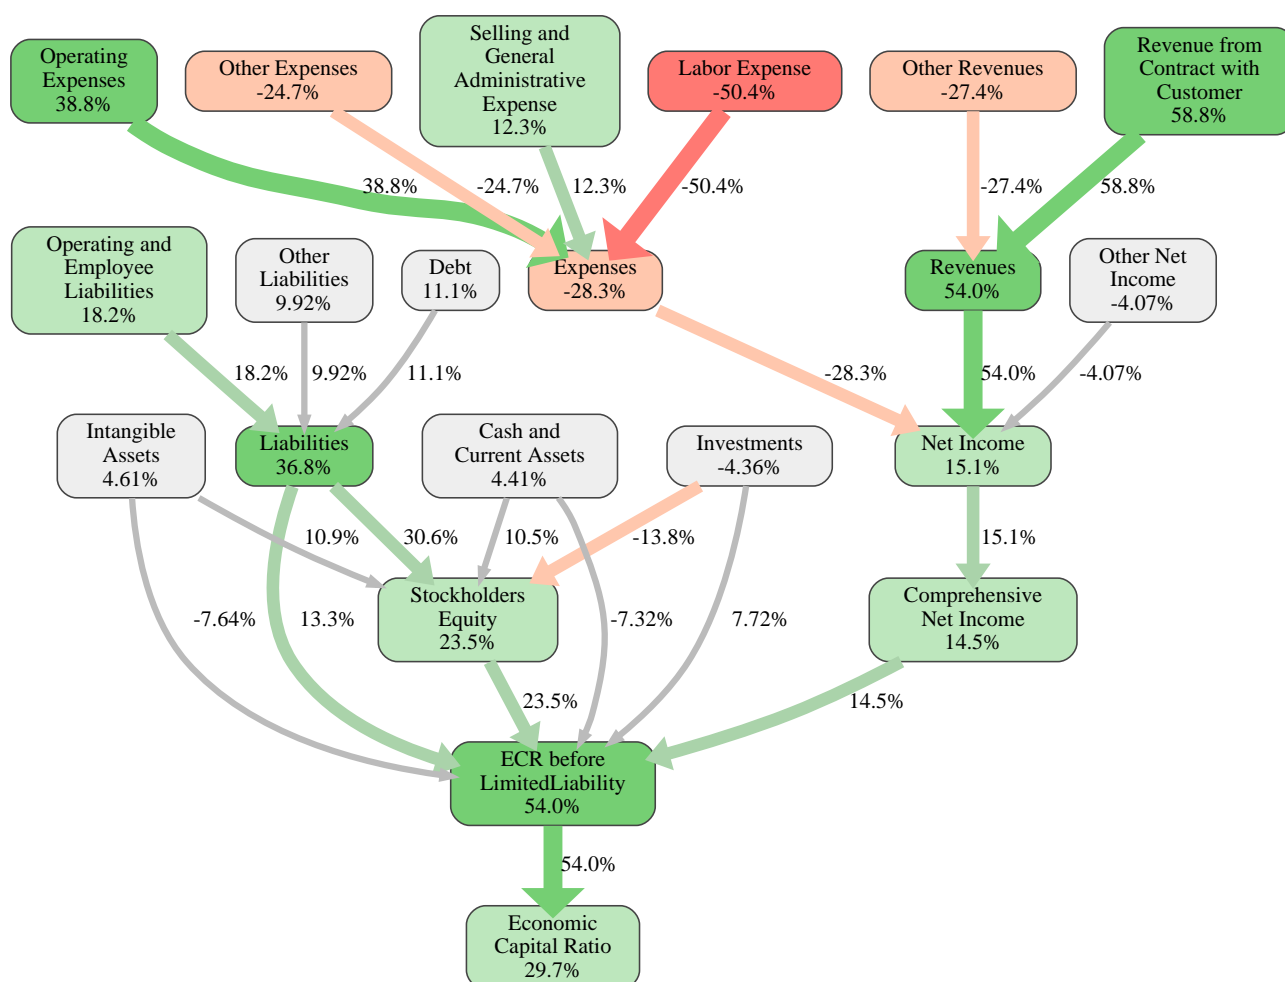 Operating
Expenses
38.8%
Other Expenses
-24.7%
Selling and
General
Administrative
Expense
12.3%
Labor Expense
-50.4%
Other Revenues
-27.4%
Revenue from
Contract with
Customer
58.8%
38.8%
-24.7%
12.3%
-50.4%
-27.4%
58.8%
Operating and
Employee
Liabilities
18.2%
Other
Liabilities
9.92%
Debt
11.1%
Expenses
-28.3%
Revenues
54.0%
Other Net
Income
-4.07%
18.2%
9.92%
11.1%
-28.3%
54.0%
-4.07%
Intangible
Assets
4.61%
Liabilities
36.8%
Cash and
Current Assets
4.41%
Investments
-4.36%
Net Income
15.1%
10.9%
30.6%
10.5%
-13.8%
15.1%
Stockholders
Equity
23.5%
Comprehensive
Net Income
14.5%
-7.64%
13.3%
-7.32%
7.72%
23.5%
14.5%
ECR before
LimitedLiability
54.0%
54.0%
Economic
Capital Ratio
29.7%